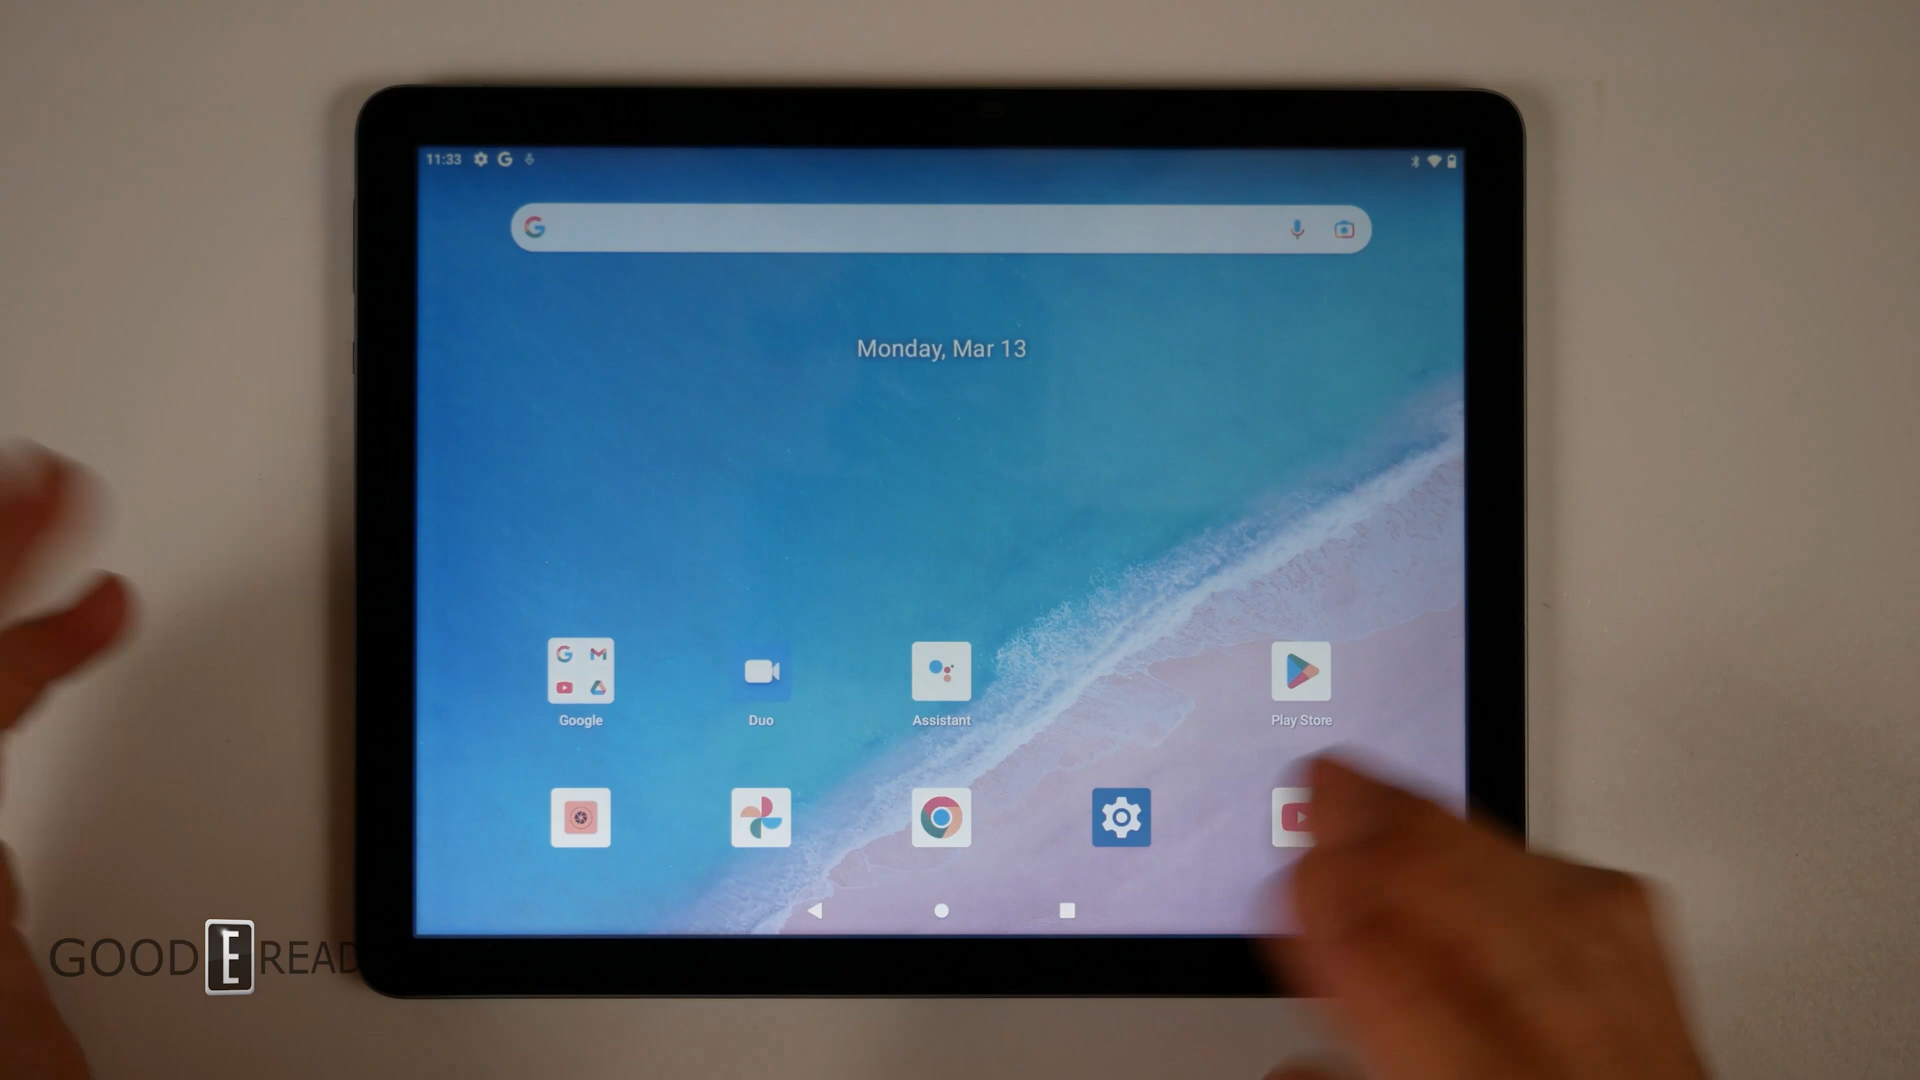 11:33
Monday, Mar 13
Google
Duo
Assistant
Play Store
GOOD E READ